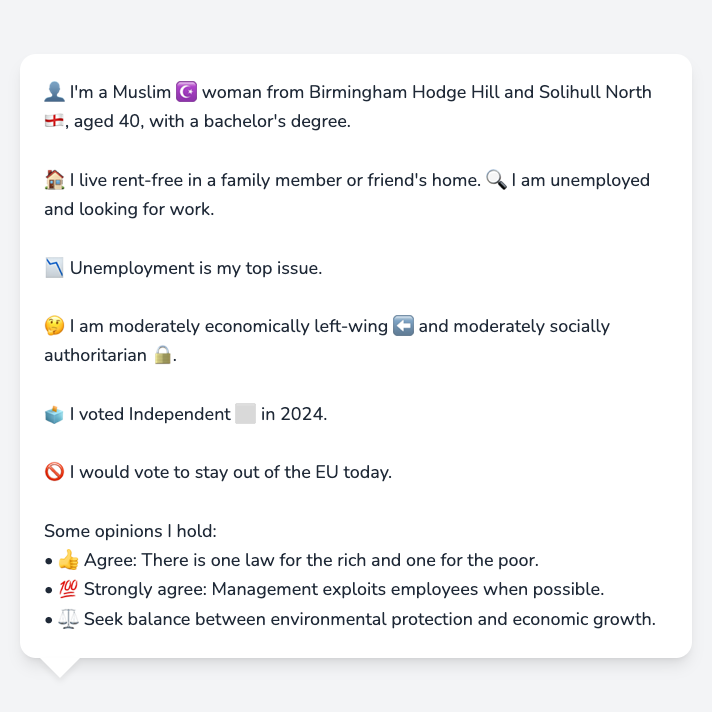 👤 I'm a Muslim ☪️ woman from Birmingham Hodge Hill and Solihull North
🏴󠁧󠁢󠁥󠁮󠁧󠁿, aged 40, with a bachelor's degree.
🏠 I live rent-free in a family member or friend's home. 🔍 I am unemployed
and looking for work.
📉 Unemployment is my top issue.
🤔 I am moderately economically left-wing ⬅️ and moderately socially
authoritarian 🔒.
🗳️ I voted Independent ⬜ in 2024.
🚫 I would vote to stay out of the EU today.
Some opinions I hold:
• 👍 Agree: There is one law for the rich and one for the poor.
• 💯 Strongly agree: Management exploits employees when possible.
• ⚖️ Seek balance between environmental protection and economic growth.